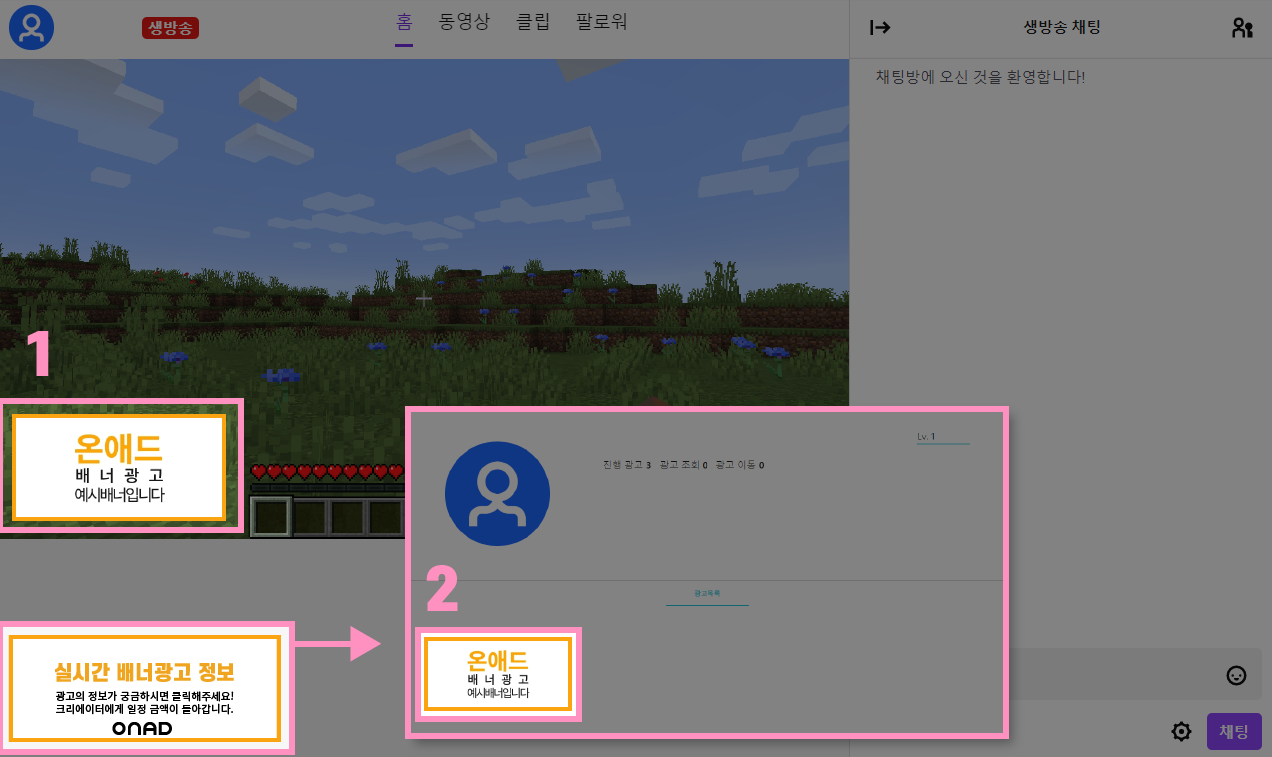 생방송
홈 동영상 클립 팔로워
생방송 채팅
채팅방에 오신 것을 환영합니다!
1
온애드
배 너 광 고
예시배너입니다
Lv. 1
진행 광고 3 광고 조회 0 광고 이동 0
광고목록
2
온애드
배 너 광 고
예시배너입니다
실시간 배너광고 정보
광고의 정보가 궁금하시면 클릭해주세요!
크리에이터에게 일정 금액이 돌아갑니다.
ONAD
채팅